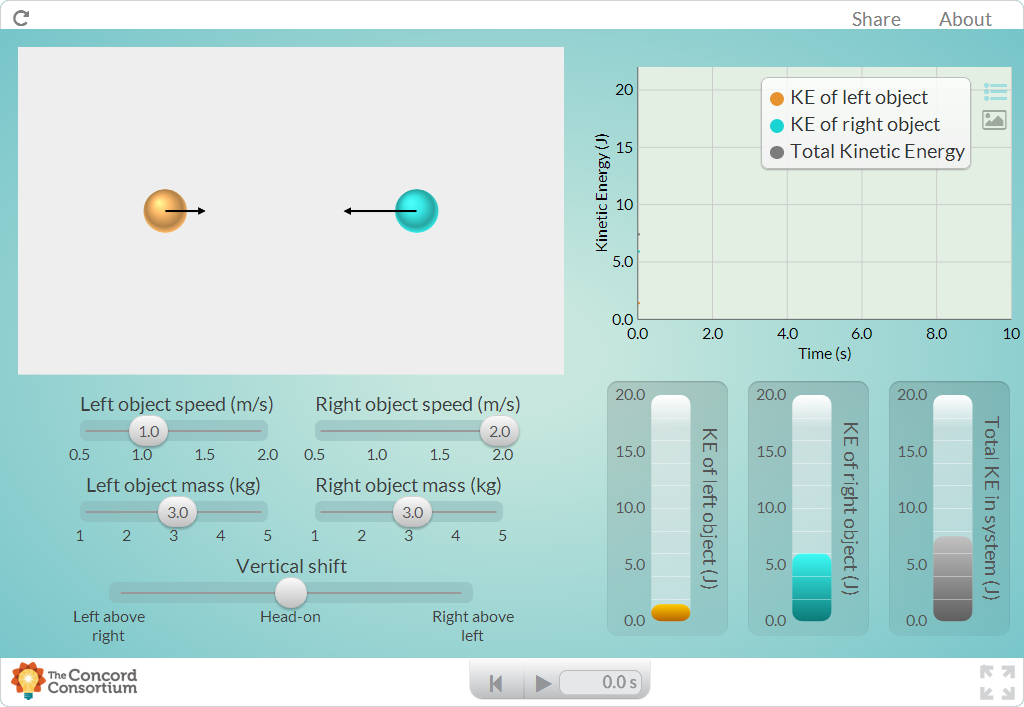 Share About
KE of left object
KE of right object
Total Kinetic Energy
Kinetic Energy (J)
20
15
10
5.0
0.0
0.0 2.0 4.0 6.0 8.0 10
Time (s)
Left object speed (m/s)
1.0
0.5 1.0 1.5 2.0
Right object speed (m/s)
2.0
0.5 1.0 1.5 2.0
Left object mass (kg)
3.0
1 2 3 4 5
Right object mass (kg)
3.0
1 2 3 4 5
Vertical shift
Left above
right
Head-on
Right above
left
20.0
15.0
10.0
5.0
0.0
KE of left object (J)
20.0
15.0
10.0
5.0
0.0
KE of right object (J)
20.0
15.0
10.0
5.0
0.0
Total KE in system (J)
The Concord
Consortium
0.0 s